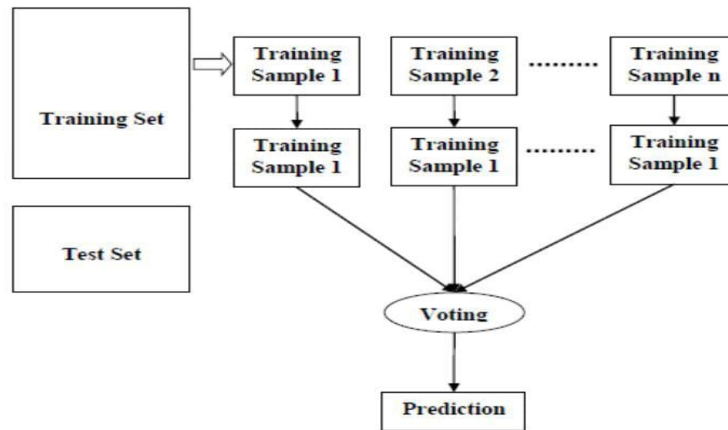 Training Set
Test Set
Training
Sample 1
Training
Sample 2
Training
Sample n
Training
Sample 1
Training
Sample 1
Training
Sample 1
Voting
Prediction